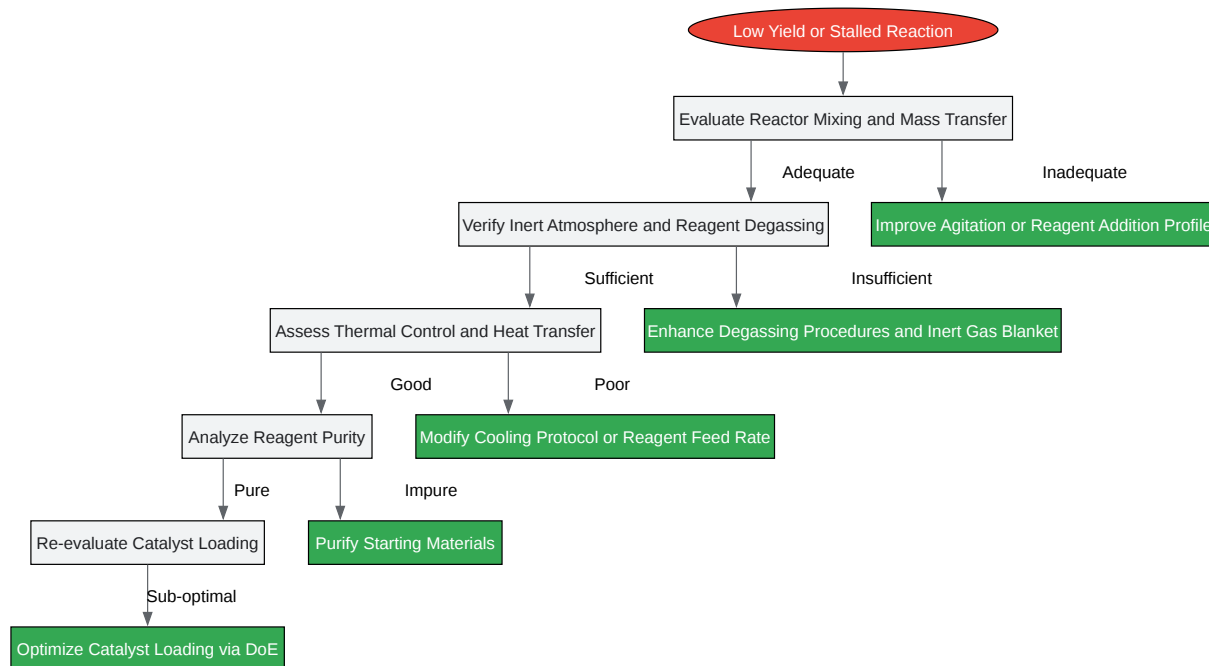 Low Yield or Stalled Reaction
Evaluate Reactor Mixing and Mass Transfer
Adequate
Inadequate
Verify Inert Atmosphere and Reagent Degassing
Improve Agitation or Reagent Addition Profile
Sufficient
Insufficient
Assess Thermal Control and Heat Transfer
Enhance Degassing Procedures and Inert Gas Blanket
Good
Poor
Analyze Reagent Purity
Modify Cooling Protocol or Reagent Feed Rate
Pure
Impure
Re-evaluate Catalyst Loading
Purify Starting Materials
Sub-optimal
Optimize Catalyst Loading via DoE